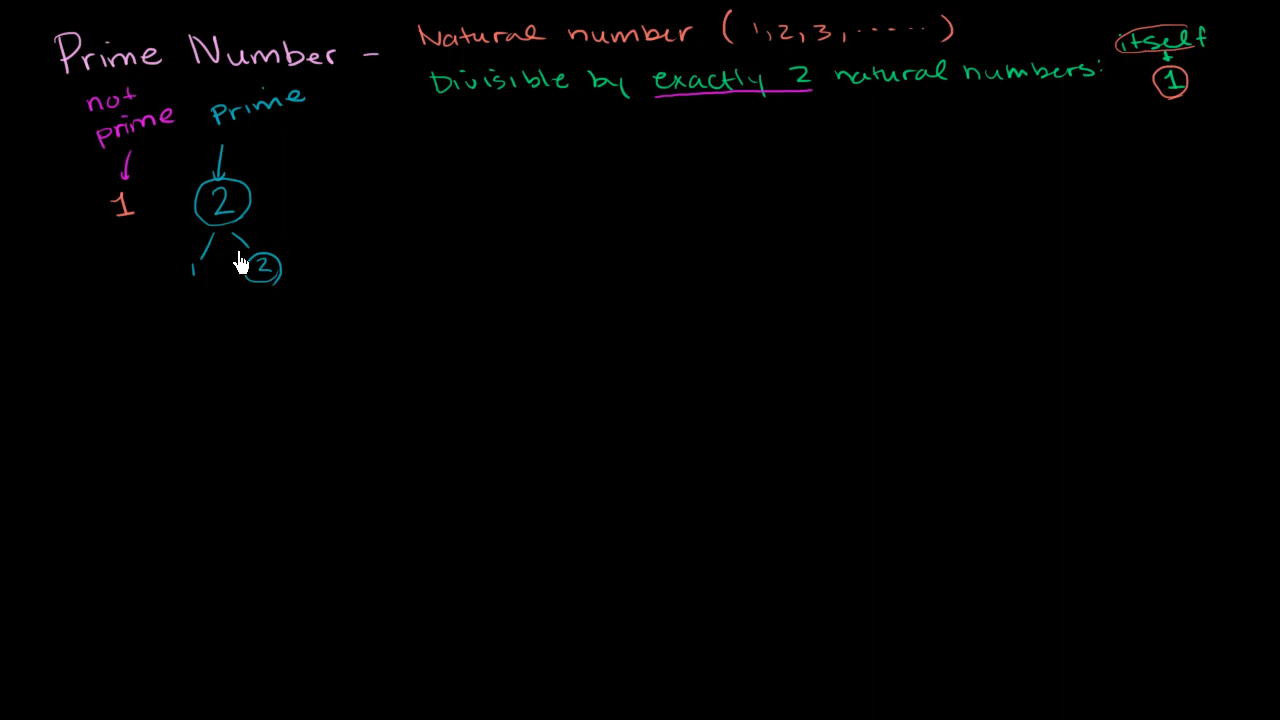 Prime Number - Natural number (1, 2, 3, ......)
Divisible by exactly 2 natural numbers: itself + 1
not prime
prime
1
2
1 2